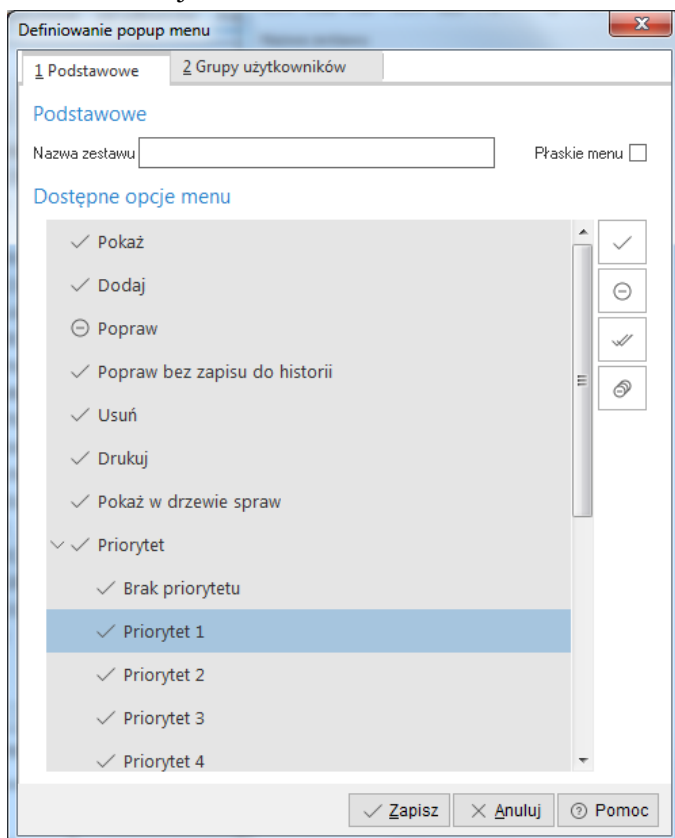 Definiowanie popup menu
1 Podstawowe 2 Grupy użytkowników
Podstawowe
Nazwa zestawu Płaskie menu
Dostępne opcje menu
Pokaż
Dodaj
Popraw
Popraw bez zapisu do historii
Usuń
Drukuj
Pokaż w drzewie spraw
Priorytet
Brak priorytetu
Priorytet 1
Priorytet 2
Priorytet 3
Priorytet 4
Zapisz Anuluj Pomoc